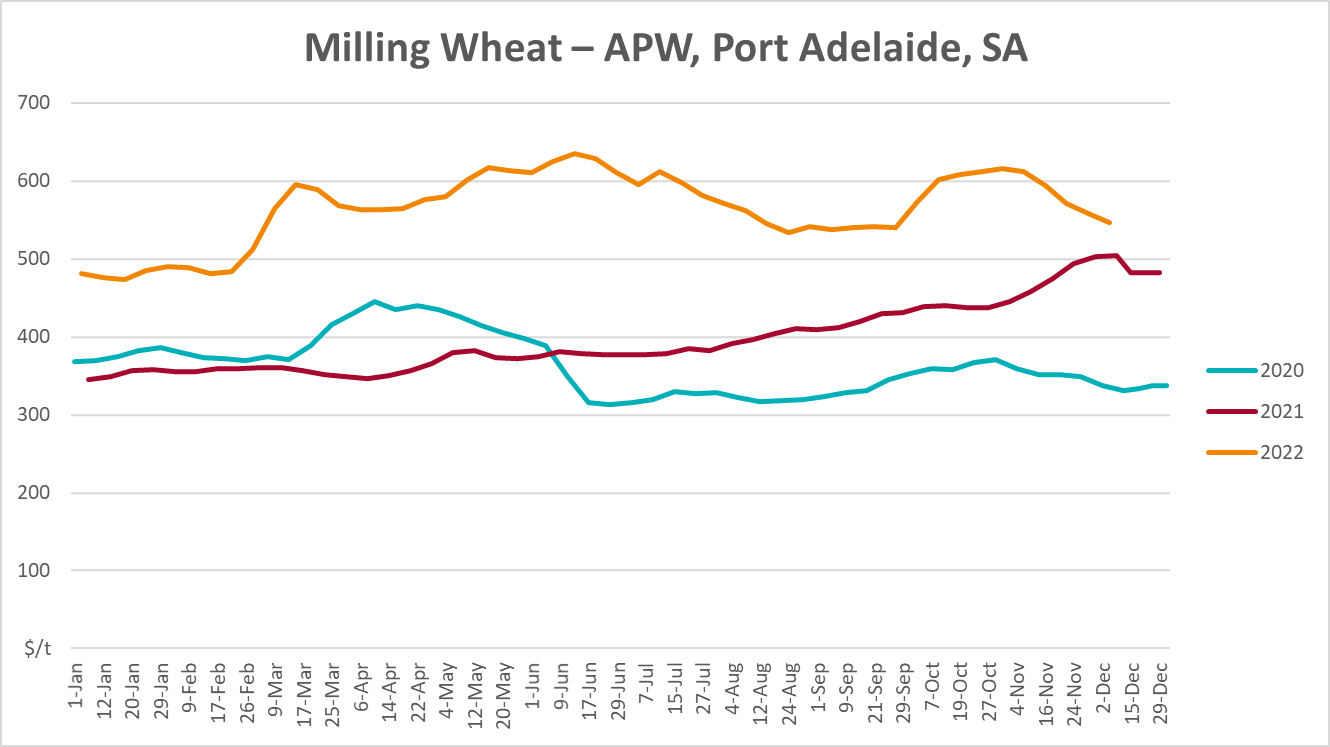 Milling Wheat – APW, Port Adelaide, SA
700
600
500
400
300
200
100
$/t
1-Jan
12-Jan
20-Jan
29-Jan
9-Feb
17-Feb
26-Feb
9-Mar
17-Mar
25-Mar
6-Apr
14-Apr
22-Apr
4-May
12-May
20-May
1-Jun
9-Jun
17-Jun
29-Jun
7-Jul
15-Jul
27-Jul
4-Aug
12-Aug
24-Aug
1-Sep
9-Sep
21-Sep
29-Sep
7-Oct
19-Oct
27-Oct
4-Nov
16-Nov
24-Nov
2-Dec
15-Dec
29-Dec
2020
2021
2022